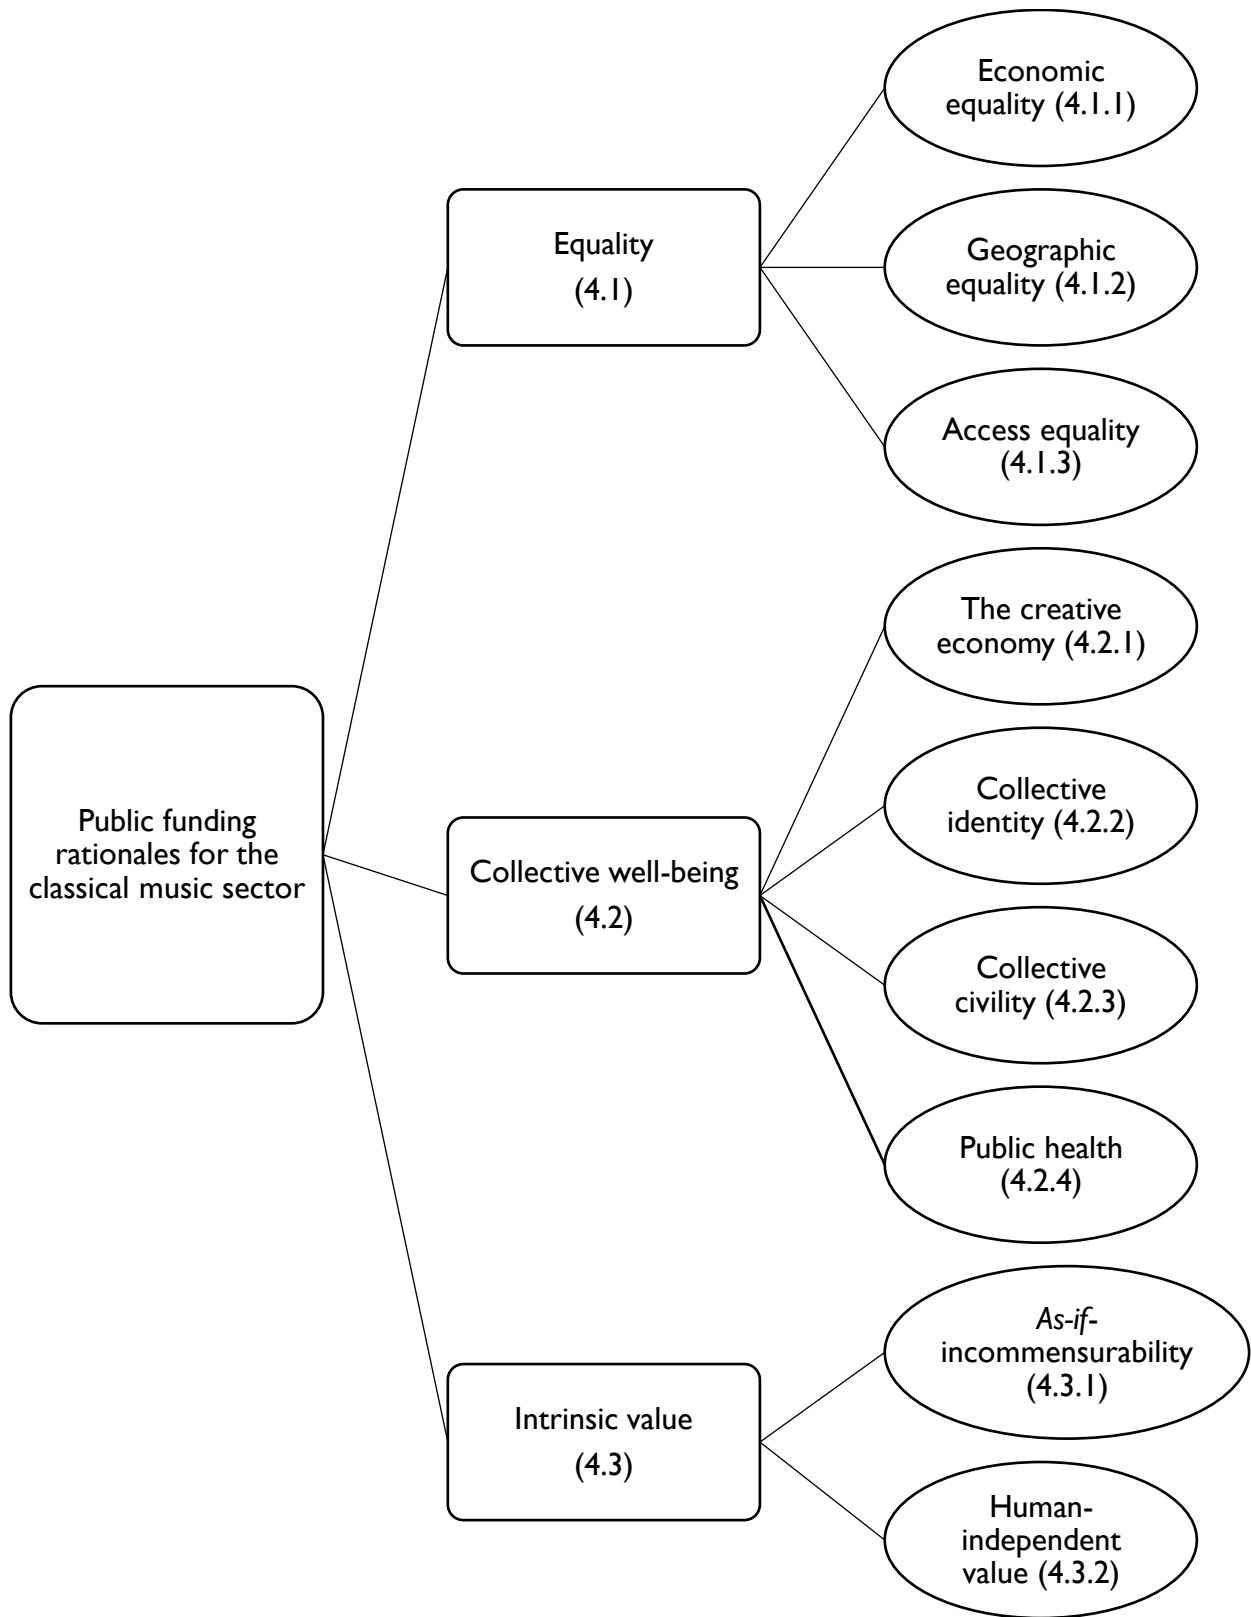 Public funding
rationales for the
classical music sector
Equality
(4.1)
Economic
equality (4.1.1)
Geographic
equality (4.1.2)
Access equality
(4.1.3)
Collective well-being
(4.2)
The creative
economy (4.2.1)
Collective
identity (4.2.2)
Collective
civility (4.2.3)
Public health
(4.2.4)
Intrinsic value
(4.3)
As-if-
incommensurability
(4.3.1)
Human-
independent
value (4.3.2)